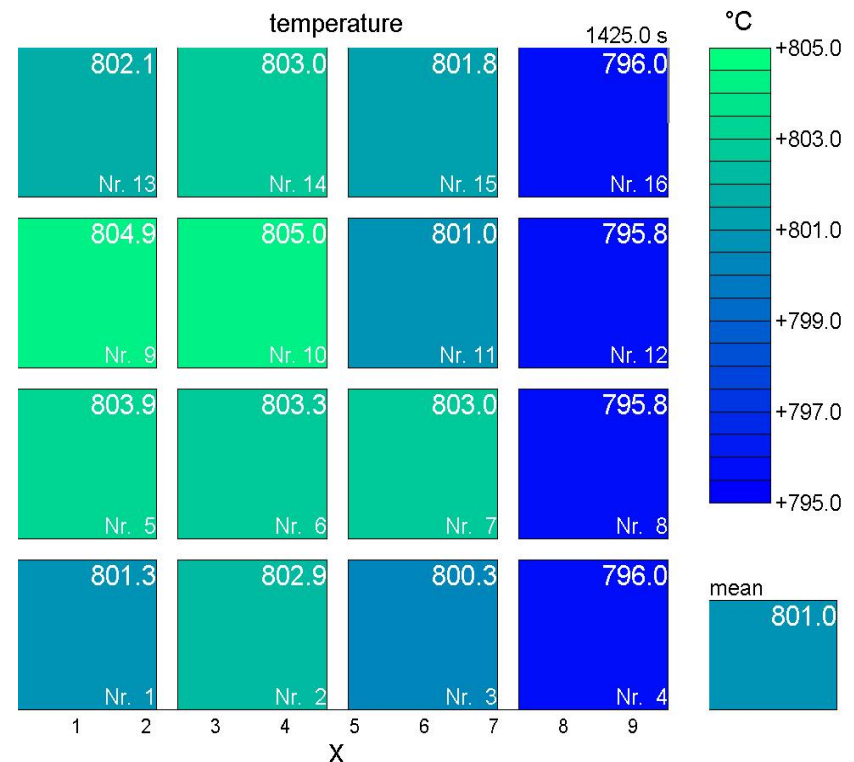 temperature
1425.0 s
°C
802.1 803.0 801.8 796.0
Nr. 13 Nr. 14 Nr. 15 Nr. 16
804.9 805.0 801.0 795.8
Nr. 9 Nr. 10 Nr. 11 Nr. 12
803.9 803.3 803.0 795.8
Nr. 5 Nr. 6 Nr. 7 Nr. 8
801.3 802.9 800.3 796.0
Nr. 1 Nr. 2 Nr. 3 Nr. 4
1 2 3 4 5 6 7 8 9
X
+805.0
+803.0
+801.0
+799.0
+797.0
+795.0
mean
801.0